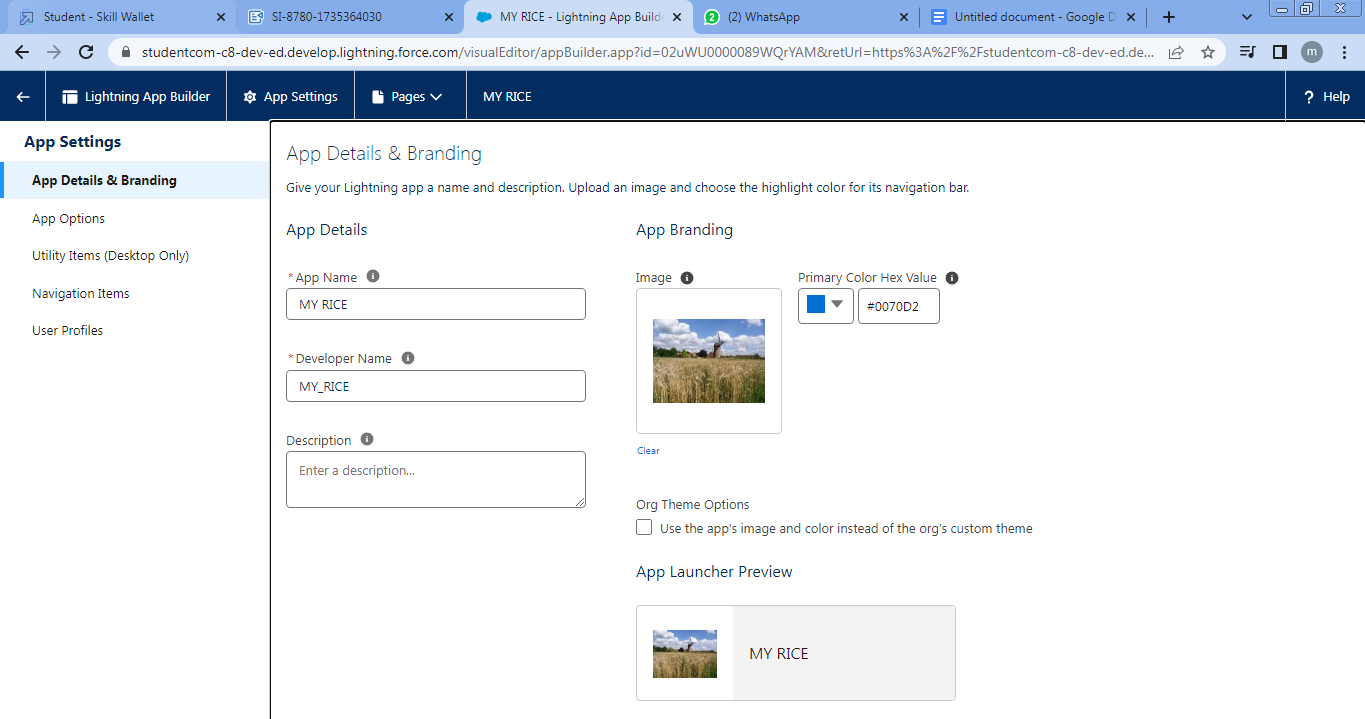 Student - Skill Wallet
SI-8780-1735364030
MY RICE - Lightning App Builde
2 (2) WhatsApp
Untitled document - Google D
studentcom-c8-dev-ed.develop.lightning.force.com/visualEditor/appBuilder.app?id=02uWU0000089WQrYAM&retUrl=https%3A%2F%2Fstudentcom-c8-dev-ed.de...
m
Lightning App Builder
App Settings
Pages
MY RICE
? Help
App Settings
App Details & Branding
App Options
Utility Items (Desktop Only)
Navigation Items
User Profiles
App Details & Branding
Give your Lightning app a name and description. Upload an image and choose the highlight color for its navigation bar.
App Details
*App Name
MY RICE
*Developer Name
MY_RICE
Description
Enter a description...
App Branding
Image
Clear
Primary Color Hex Value
#0070D2
Org Theme Options
Use the app's image and color instead of the org's custom theme
App Launcher Preview
MY RICE